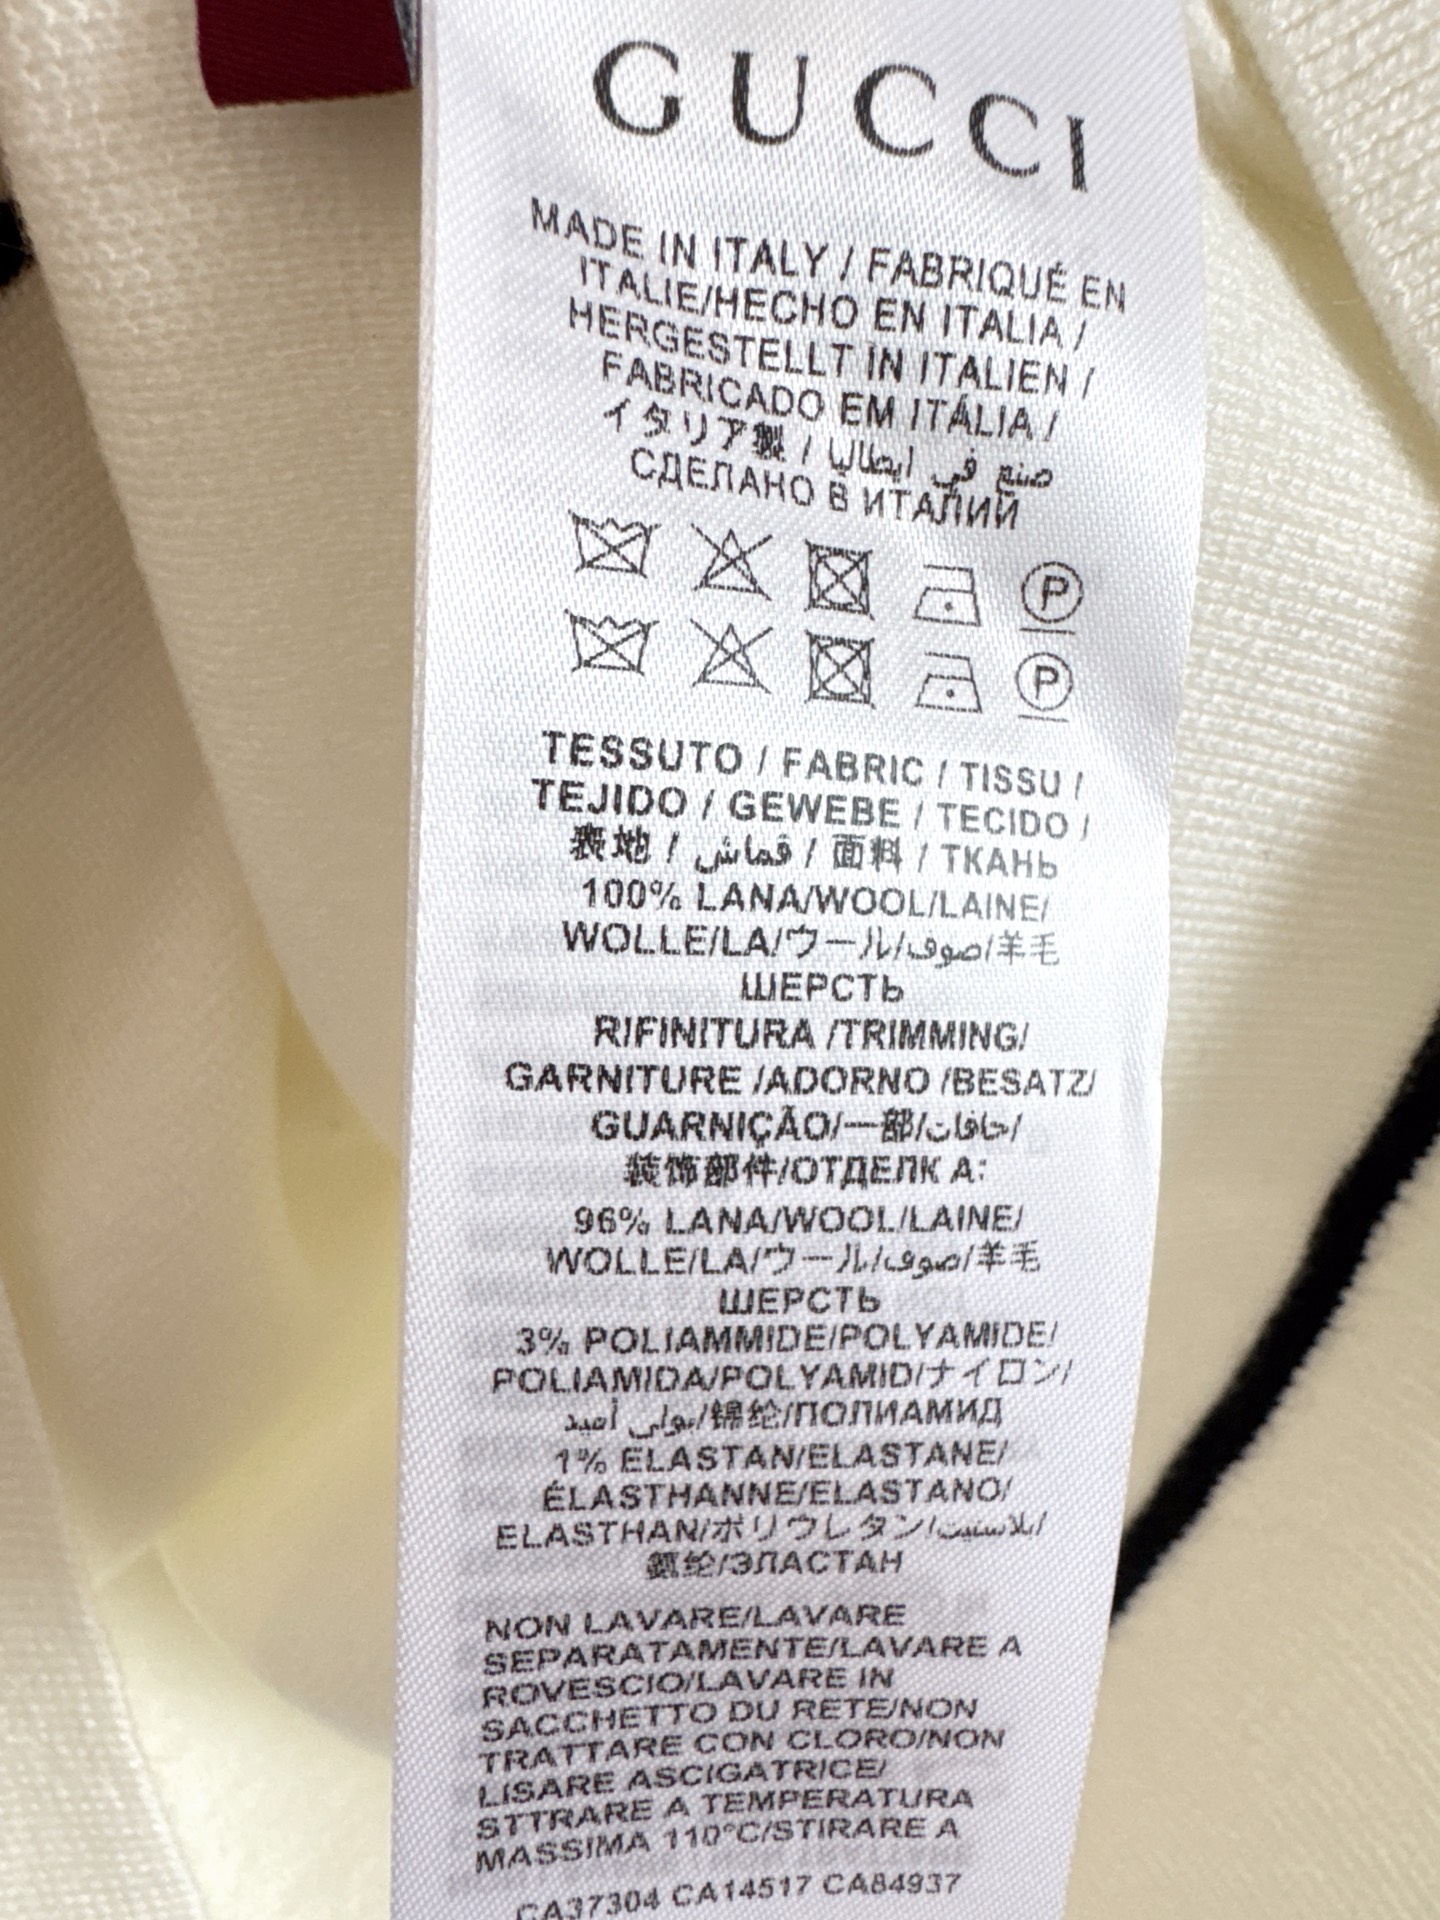 GUCCI
MADE IN ITALY / FABRIQUÉ EN
ITALIE/HECHO EN ITALIA /
HERGESTELLT IN ITALIEN /
FABRICADO EM ITÁLIA /
イタリア製 / صنع في ايطاليا
СДЕЛАНО В ИТАЛИЙ
P
P
TESSUTO / FABRIC / TISSU /
TEJIDO / GEWEBE / TECIDO /
表地 / قماش / 面料 / ТКАНЬ
100% LANA/WOOL/LAINE/
WOLLE/LA/ウール/صوف/羊毛
ШЕРСТЬ
RIFINITURA /TRIMMING/
GARNITURE /ADORNO /BESATZ/
GUARNIÇÃO/一部/حافات/
装饰部件/ОТДЕЛК А:
96% LANA/WOOL/LAINE/
WOLLE/LA/ウール/صوف/羊毛
ШЕРСТЬ
3% POLIAMMIDE/POLYAMIDE/
POLIAMIDA/POLYAMID/ナイロン/
بولي أميد/锦纶/ПОЛИАМИД
1% ELASTAN/ELASTANE/
ÉLASTHANNE/ELASTANO/
ELASTHAN/ポリウレタン/
氨纶/ЭЛАСТАН
NON LAVARE/LAVARE
SEPARATAMENTE/LAVARE A
ROVESCIO/LAVARE IN
SACCHETTO DU RETE/NON
TRATTARE CON CLORO/NON
LISARE ASCIGATRICE/
STTRARE A TEMPERATURA
MASSIMA 110°C/STIRARE A
CA37304 CA14517 CA84937